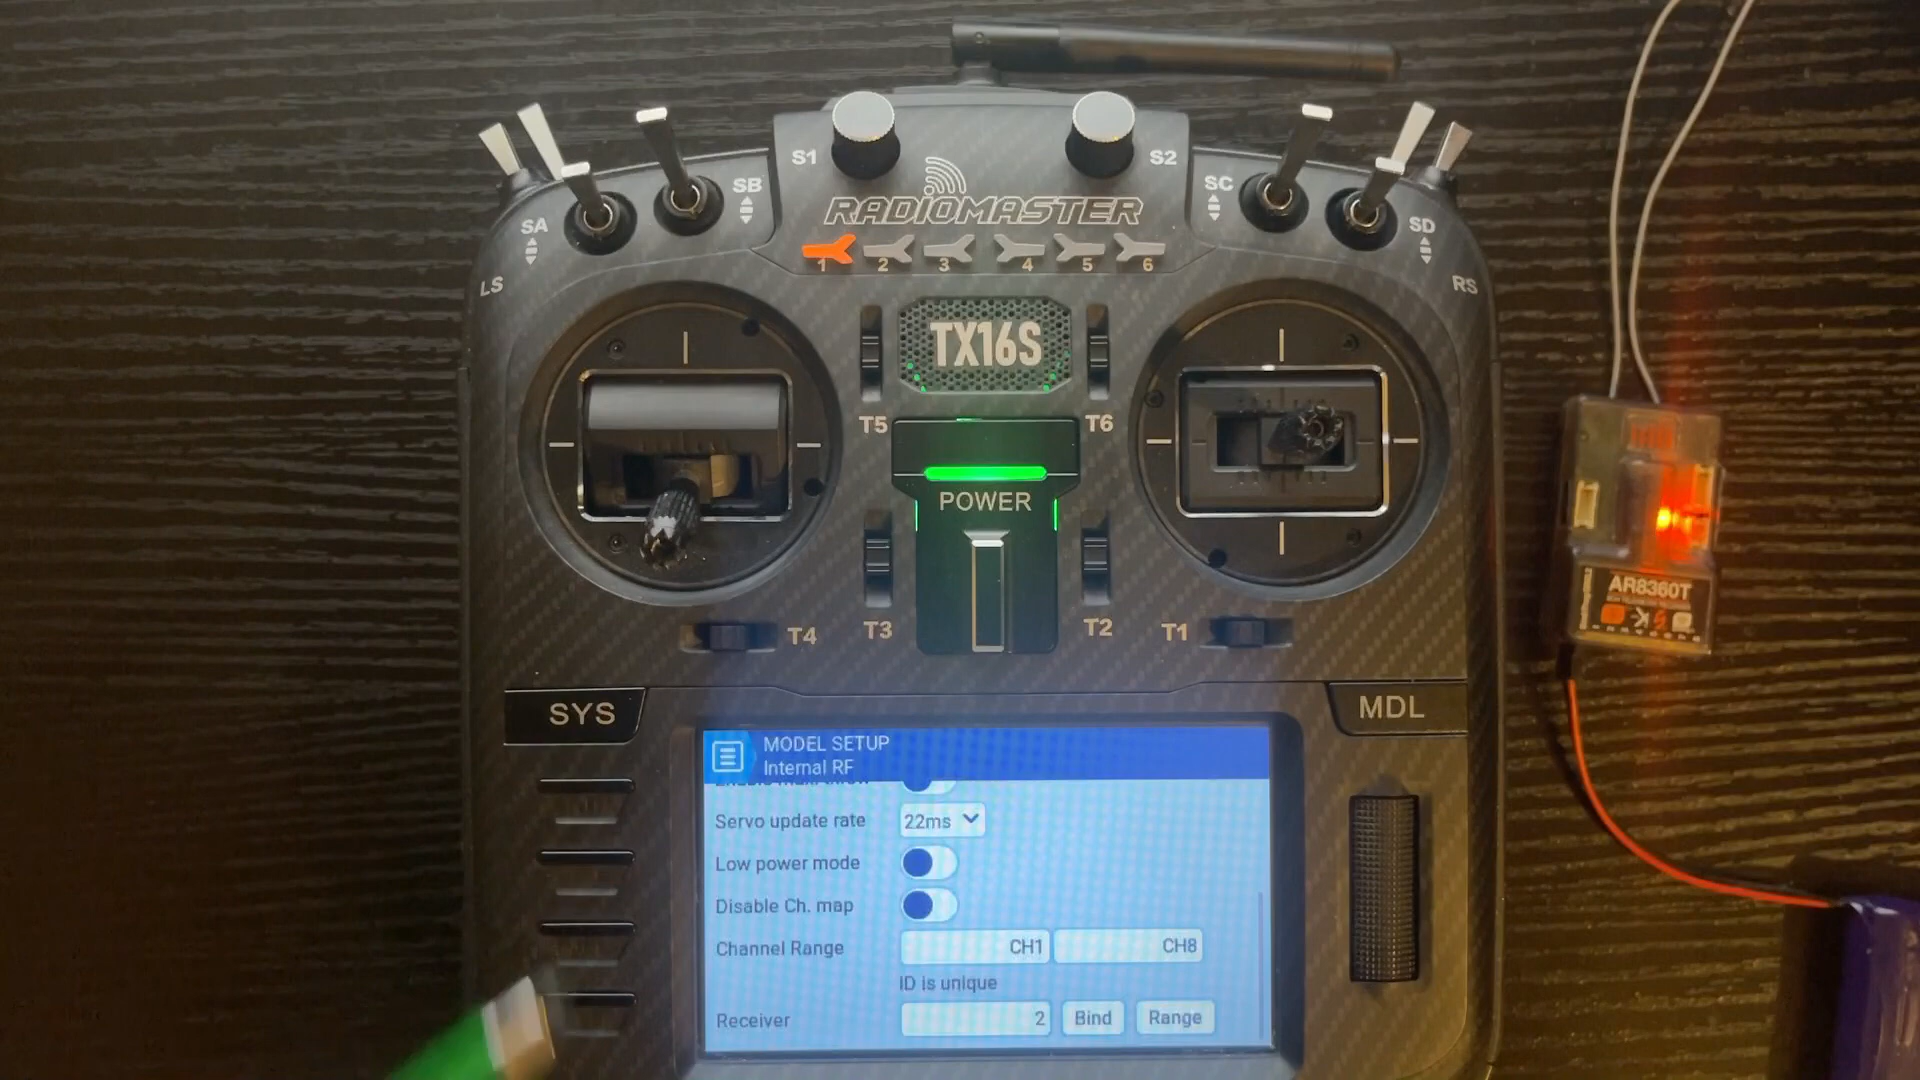 S1
S2
SB
SC
RADIOMASTER
SA
SD
1 2 3 4 5 6
LS
RS
TX16S
T5
T6
POWER
AR8360T
T4
T3
T2
T1
SYS
MDL
MODEL SETUP
Internal RF
Servo update rate 22ms
Low power mode
Disable Ch. map
Channel Range CH1 CH8
ID is unique
Receiver 2 Bind Range